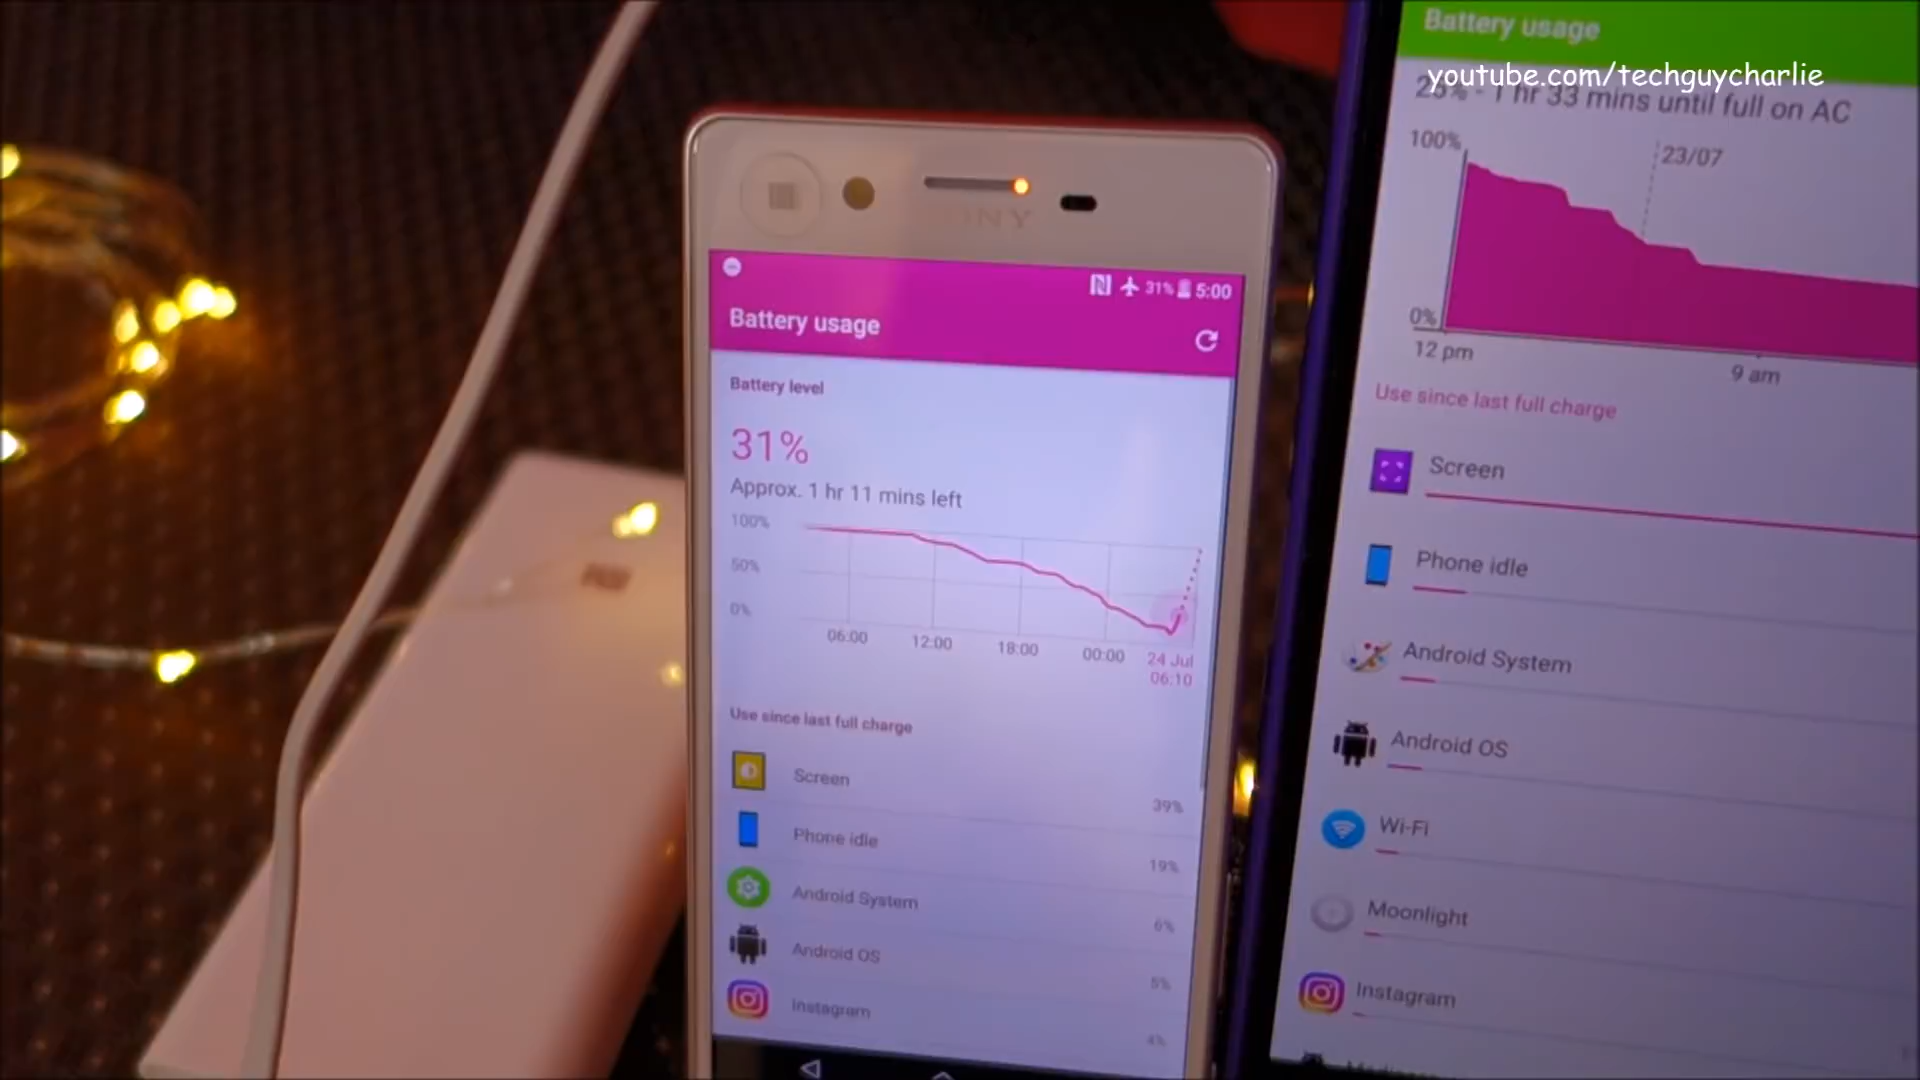 youtube.com/techguycharlie
SONY
31% 5:00
Battery usage
Battery level
31%
Approx. 1 hr 11 mins left
100%
50%
0%
06:00 12:00 18:00 00:00 24 Jul
06:10
Use since last full charge
Screen 39%
Phone idle 19%
Android System 6%
Android OS 5%
Instagram 4%
Battery usage
- 1 hr 33 mins until full on AC
100%
23/07
0%
12 pm 9 am
Use since last full charge
Screen
Phone idle
Android System
Android OS
Wi-Fi
Moonlight
Instagram